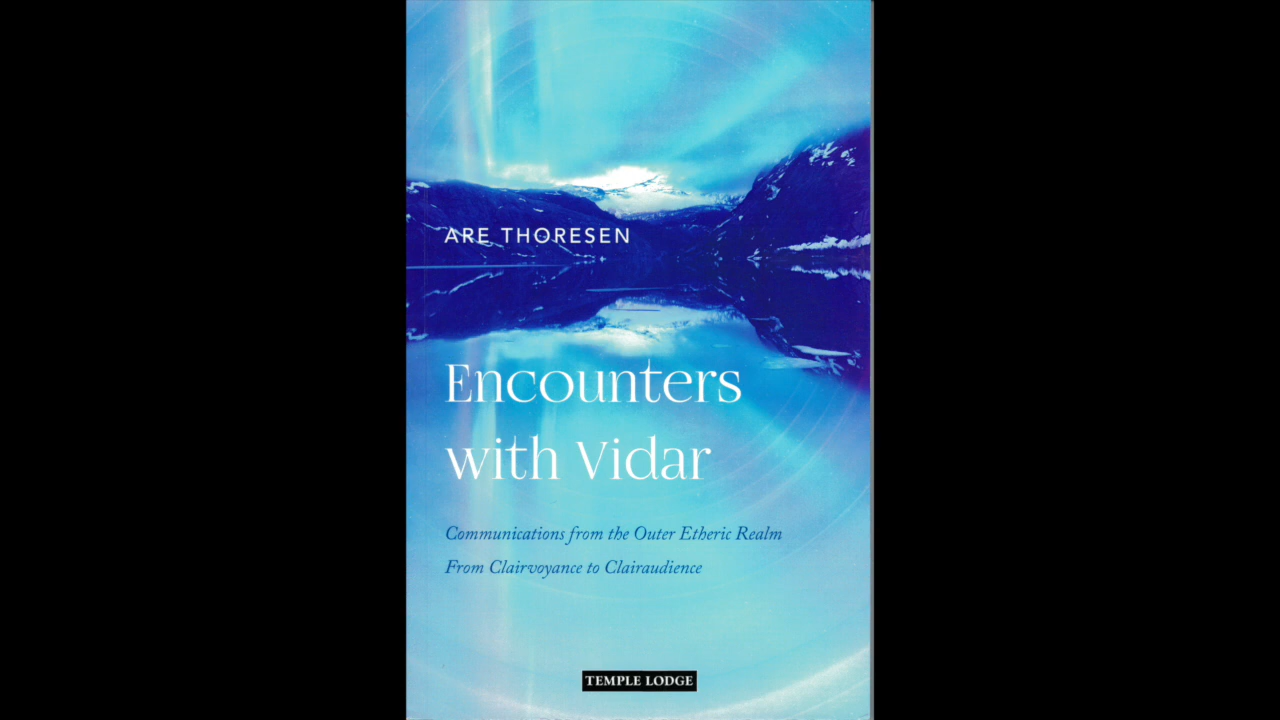 ARE THORESEN
Encounters
with Vidar
Communications from the Outer Etheric Realm
From Clairvoyance to Clairaudience
TEMPLE LODGE